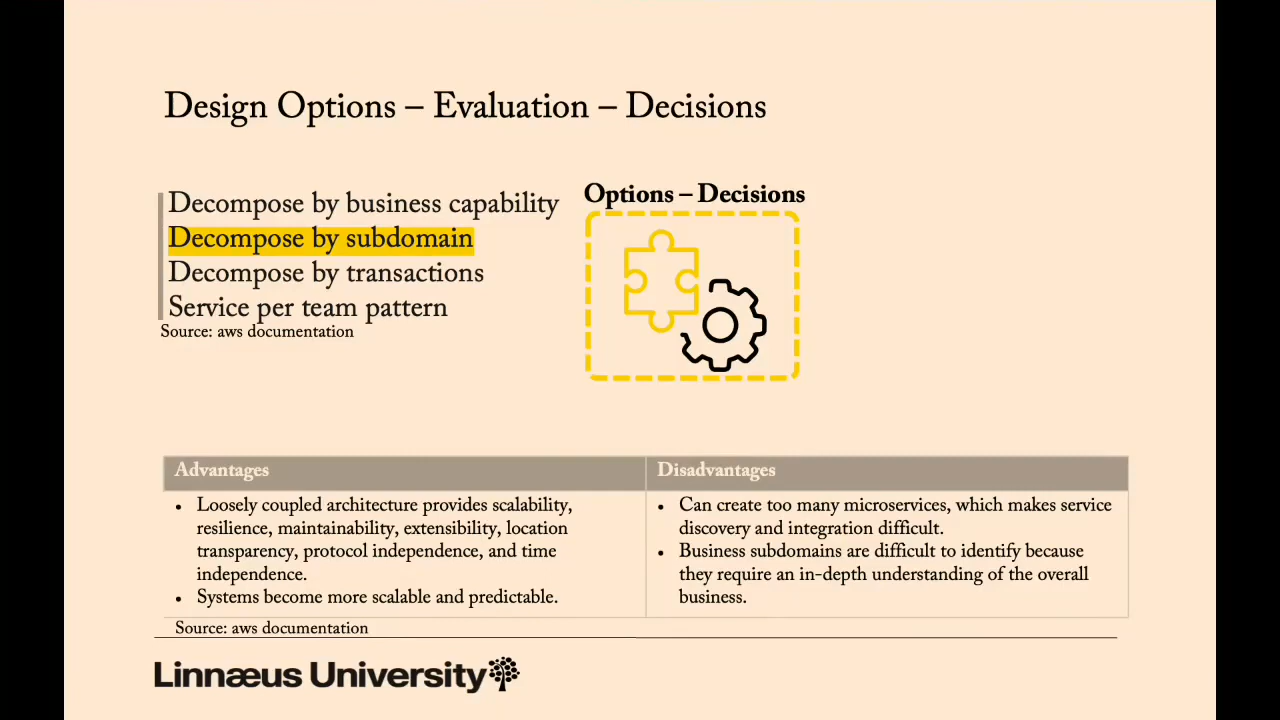 Design Options – Evaluation – Decisions
Decompose by business capability
Decompose by subdomain
Decompose by transactions
Service per team pattern
Source: aws documentation
Options – Decisions
Advantages
Loosely coupled architecture provides scalability,
resilience, maintainability, extensibility, location
transparency, protocol independence, and time
independence.
Systems become more scalable and predictable.
Disadvantages
Can create too many microservices, which makes service
discovery and integration difficult.
Business subdomains are difficult to identify because
they require an in-depth understanding of the overall
business.
Source: aws documentation
Linnæus University